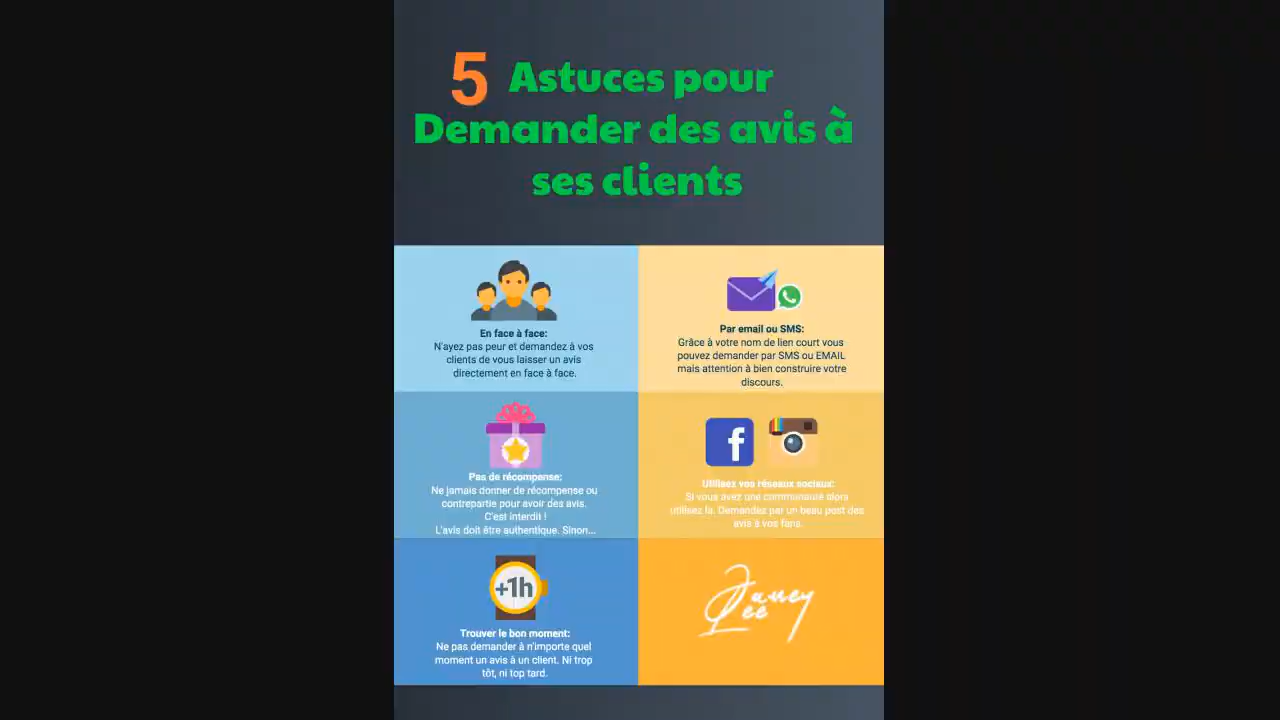 5 Astuces pour
Demander des avis à
ses clients
En face à face:
N'ayez pas peur et demandez à vos
clients de vous laisser un avis
directement en face à face.
Par email ou SMS:
Grâce à votre nom de lien court vous
pouvez demander par SMS ou EMAIL
mais attention à bien construire votre
discours.
Pas de récompense:
Ne jamais donner de récompense ou
contrepartie pour avoir des avis.
C'est interdit !
L'avis doit être authentique. Sinon...
Utilisez vos réseaux sociaux:
Si vous avez une communauté alors
utilisez la. Demandez par un beau post des
avis à vos fans.
+1h
Trouver le bon moment:
Ne pas demander à n'importe quel
moment un avis à un client. Ni trop
tôt, ni top tard.